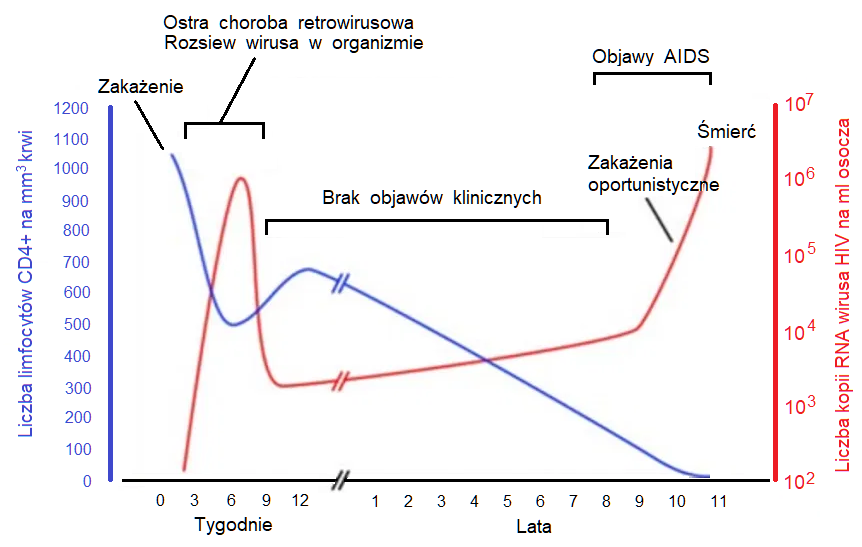 Ostra choroba retrowirusowa
Rozsiew wirusa w organizmie
Objawy AIDS
Zakażenie
Śmierć
Zakażenia
oportunistyczne
Brak objawów klinicznych
Liczba limfocytów CD4+ na mm³ krwi
1200
1100
1000
900
800
700
600
500
400
300
200
100
0
10⁷
10⁶
10⁵
10⁴
10³
10²
Liczba kopii RNA wirusa HIV na ml osocza
0 3 6 9 12 1 2 3 4 5 6 7 8 9 10 11
Tygodnie Lata